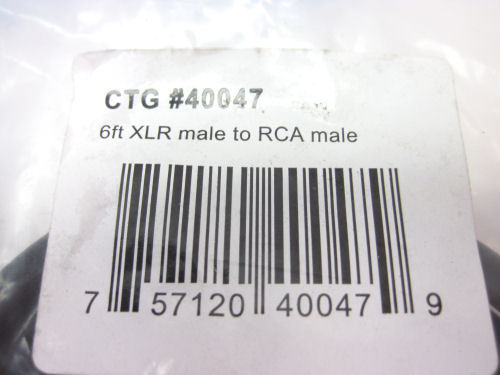 CTG #40047
6ft XLR male to RCA male
7 57120 40047 9